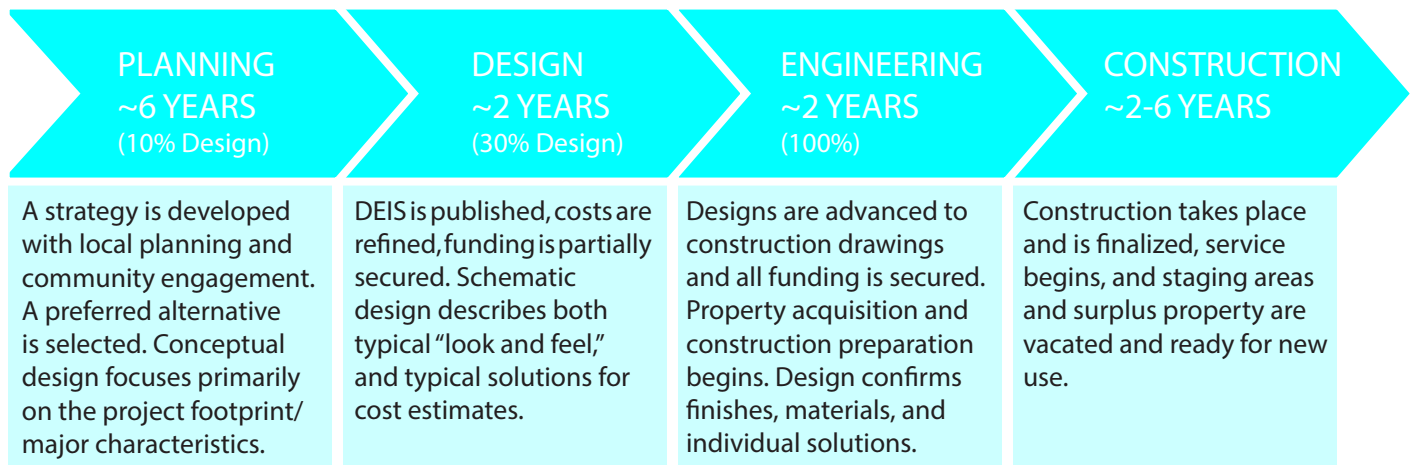 PLANNING
~6 YEARS
(10% Design)
A strategy is developed
with local planning and
community engagement.
A preferred alternative
is selected. Conceptual
design focuses primarily
on the project footprint/
major characteristics.
DESIGN
~2 YEARS
(30% Design)
DEIS is published, costs are
refined, funding is partially
secured. Schematic
design describes both
typical “look and feel,”
and typical solutions for
cost estimates.
ENGINEERING
~2 YEARS
(100%)
Designs are advanced to
construction drawings
and all funding is secured.
Property acquisition and
construction preparation
begins. Design confirms
finishes, materials, and
individual solutions.
CONSTRUCTION
~2-6 YEARS
Construction takes place
and is finalized, service
begins, and staging areas
and surplus property are
vacated and ready for new
use.